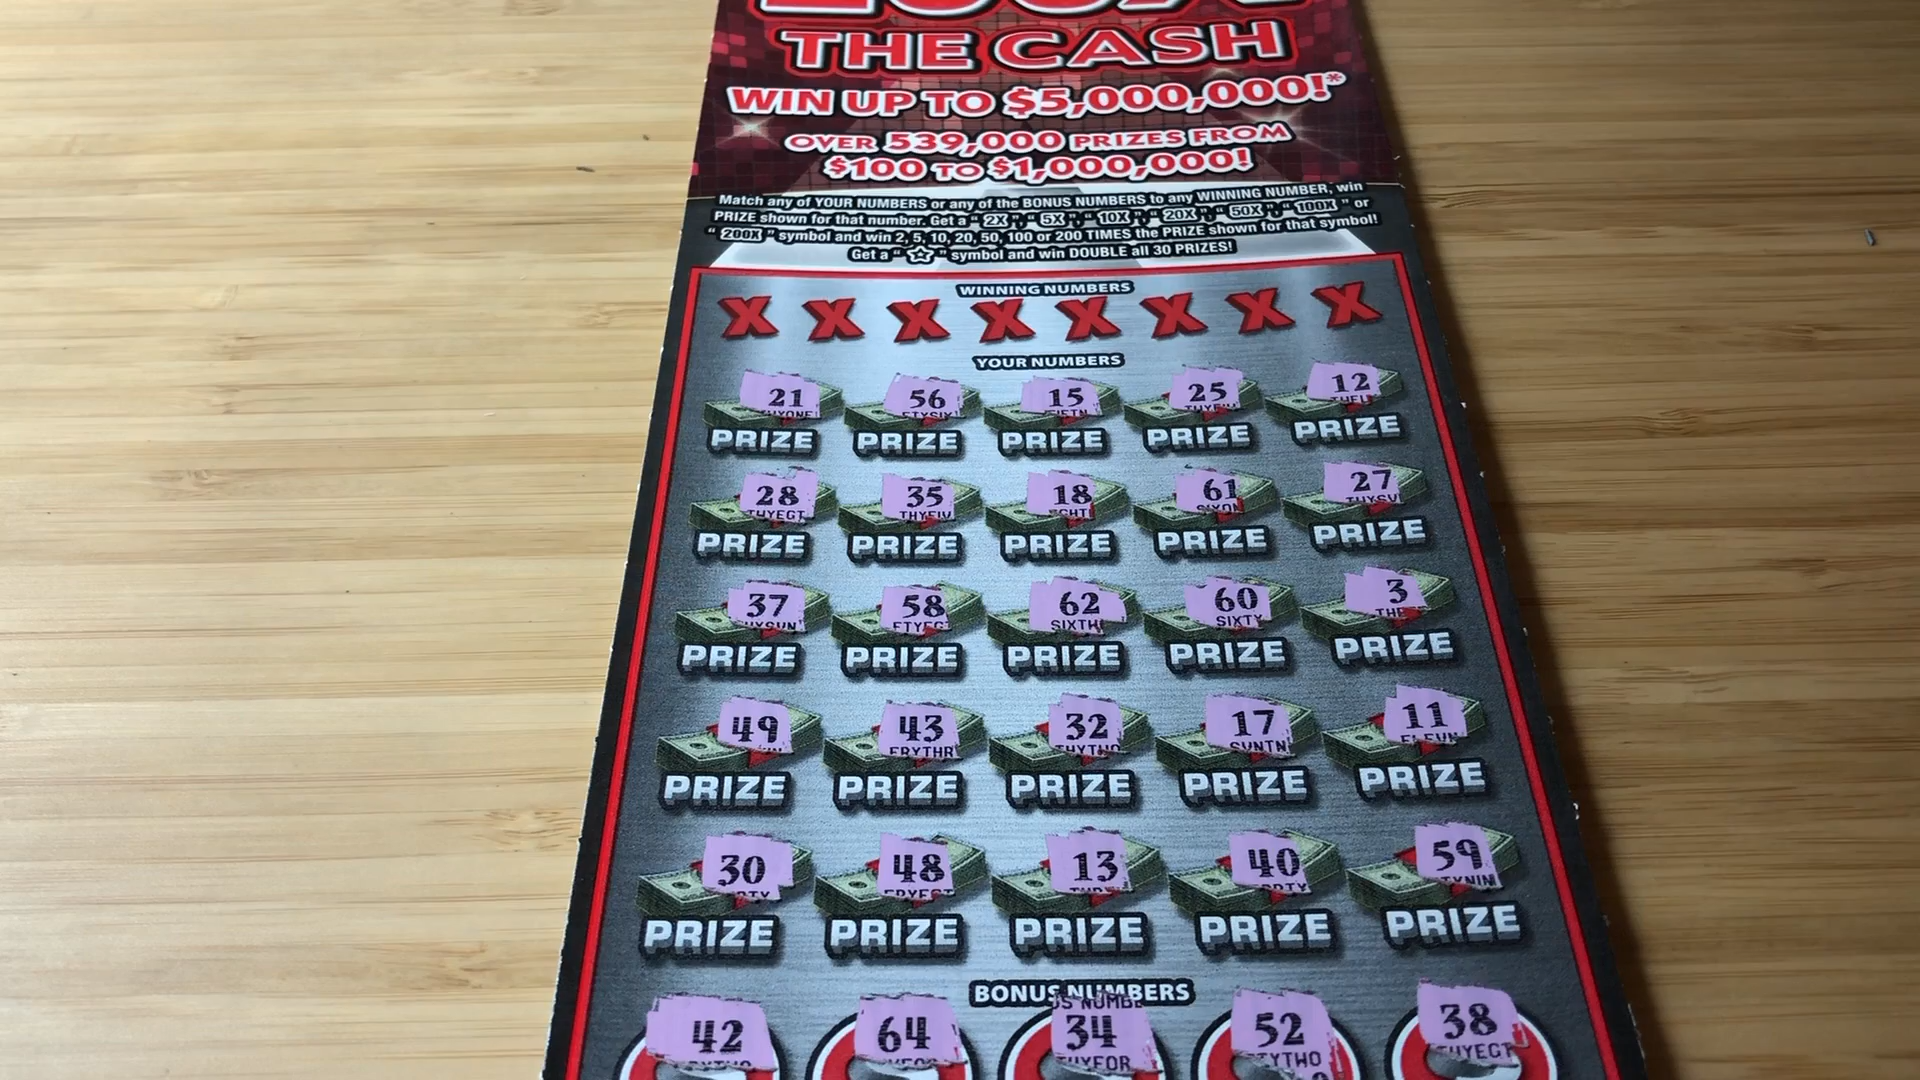 THE CASH
WIN UP TO $5,000,000!*
OVER 539,000 PRIZES FROM
$100 TO $1,000,000!
Match any of YOUR NUMBERS or any of the BONUS NUMBERS to any WINNING NUMBER, win
PRIZE shown for that number. Get a "2X", "5X", "10X", "20X", "50X", "100X" or
"200X" symbol and win 2, 5, 10, 20, 50, 100 or 200 TIMES the PRIZE shown for that symbol!
Get a "☆" symbol and win DOUBLE all 30 PRIZES!
WINNING NUMBERS
X X X X X X X X
YOUR NUMBERS
21 56 15 25 12
PRIZE PRIZE PRIZE PRIZE PRIZE
28 35 18 61 27
THYEGT THYFIV
PRIZE PRIZE PRIZE PRIZE PRIZE
37 58 62 60 3
SIXTY
PRIZE PRIZE PRIZE PRIZE PRIZE
49 43 32 17 11
FRYTHR THYTWO SVNTN ELEVN
PRIZE PRIZE PRIZE PRIZE PRIZE
30 48 13 40 59
PRIZE PRIZE PRIZE PRIZE PRIZE
BONUS NUMBERS
42 64 34 52 38